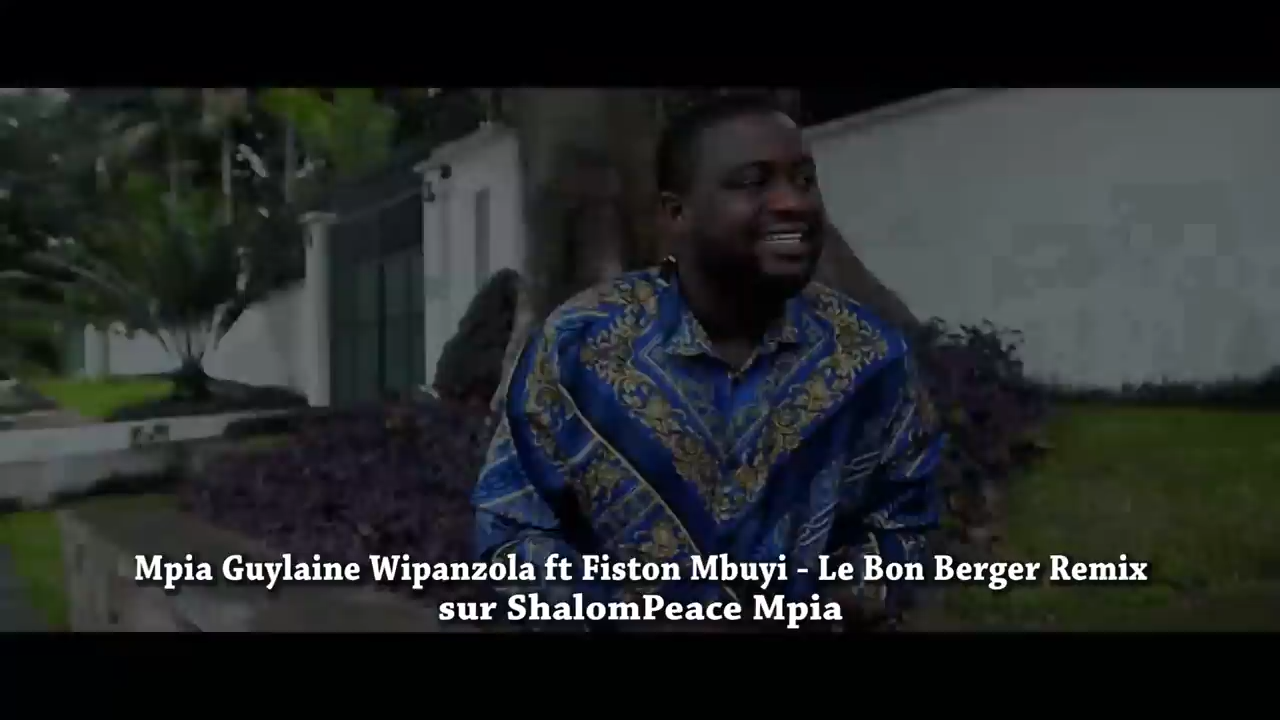 Mpia Guylaine Wipanzola ft Fiston Mbuyi - Le Bon Berger Remix
sur ShalomPeace Mpia